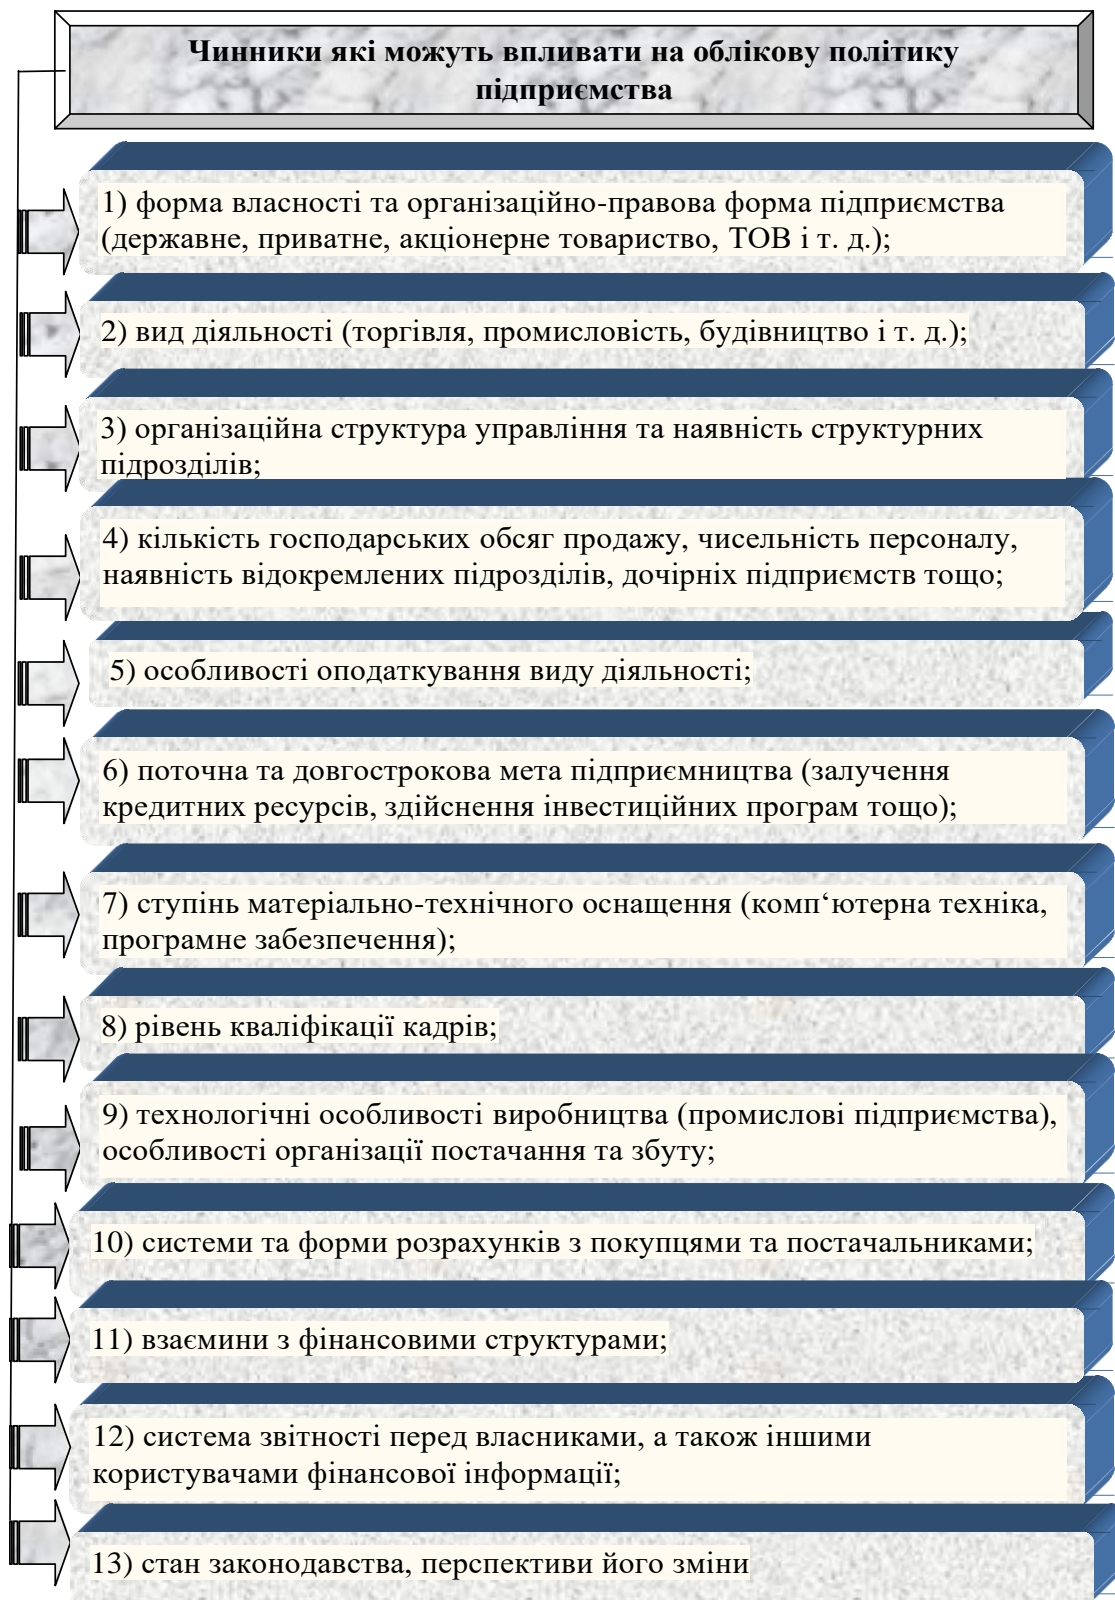 Чинники які можуть впливати на облікову політику
підприємства
1) форма власності та організаційно-правова форма підприємства
(державне, приватне, акціонерне товариство, ТОВ і т. д.);
2) вид діяльності (торгівля, промисловість, будівництво і т. д.);
3) організаційна структура управління та наявність структурних
підрозділів;
4) кількість господарських обсяг продажу, чисельність персоналу,
наявність відокремлених підрозділів, дочірніх підприємств тощо;
5) особливості оподаткування виду діяльності;
6) поточна та довгострокова мета підприємництва (залучення
кредитних ресурсів, здійснення інвестиційних програм тощо);
7) ступінь матеріально-технічного оснащення (комп‘ютерна техніка,
програмне забезпечення);
8) рівень кваліфікації кадрів;
9) технологічні особливості виробництва (промислові підприємства),
особливості організації постачання та збуту;
10) системи та форми розрахунків з покупцями та постачальниками;
11) взаємини з фінансовими структурами;
12) система звітності перед власниками, а також іншими
користувачами фінансової інформації;
13) стан законодавства, перспективи його зміни